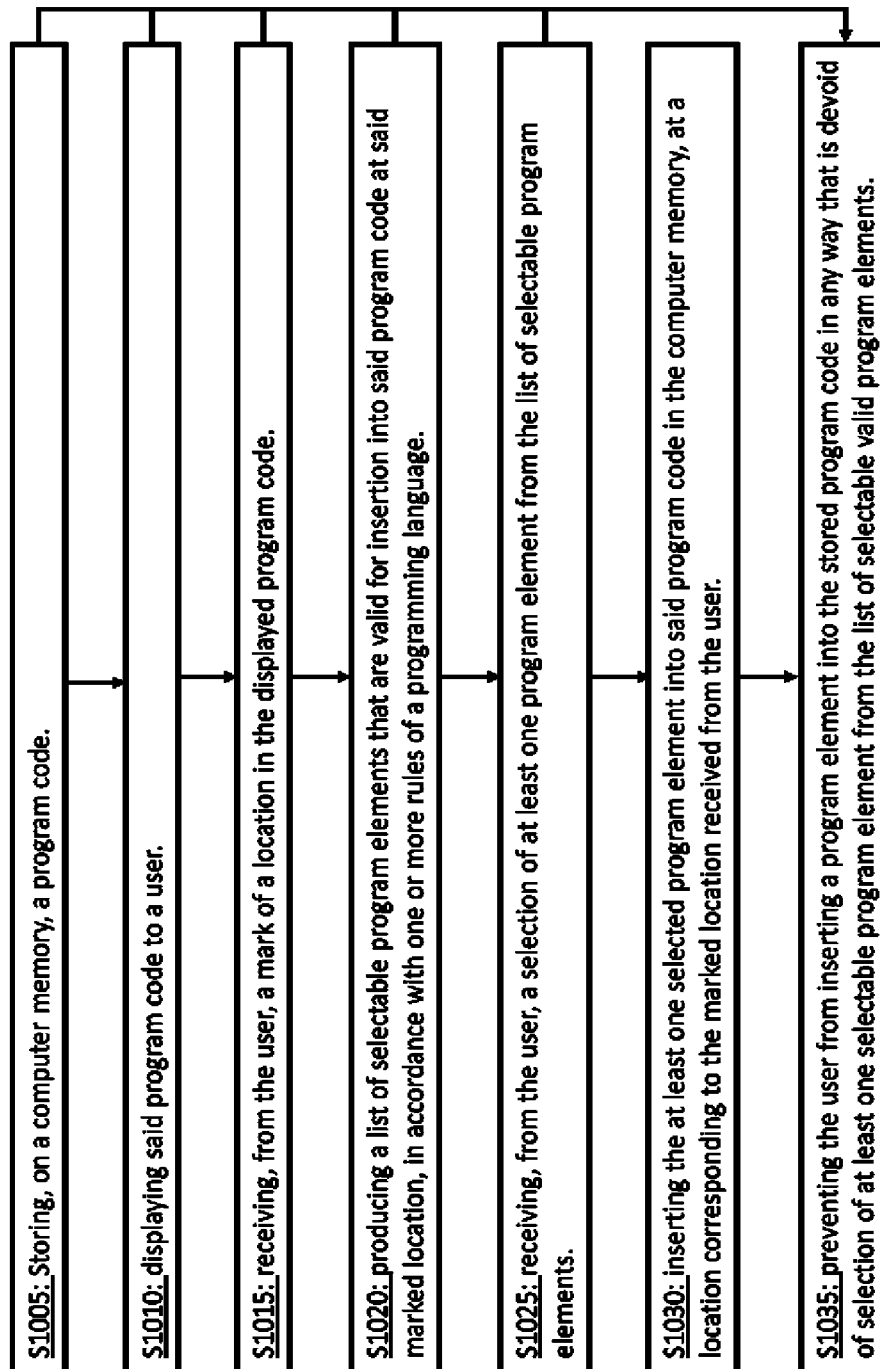 S1005: Storing, on a computer memory, a program code.
S1010: displaying said program code to a user.
S1015: receiving, from the user, a mark of a location in the displayed program code.
S1020: producing a list of selectable program elements that are valid for insertion into said program code at said
marked location, in accordance with one or more rules of a programming language.
S1025: receiving, from the user, a selection of at least one program element from the list of selectable program
elements.
S1030: inserting the at least one selected program element into said program code in the computer memory, at a
location corresponding to the marked location received from the user.
S1035: preventing the user from inserting a program element into the stored program code in any way that is devoid
of selection of at least one selectable program element from the list of selectable valid program elements.